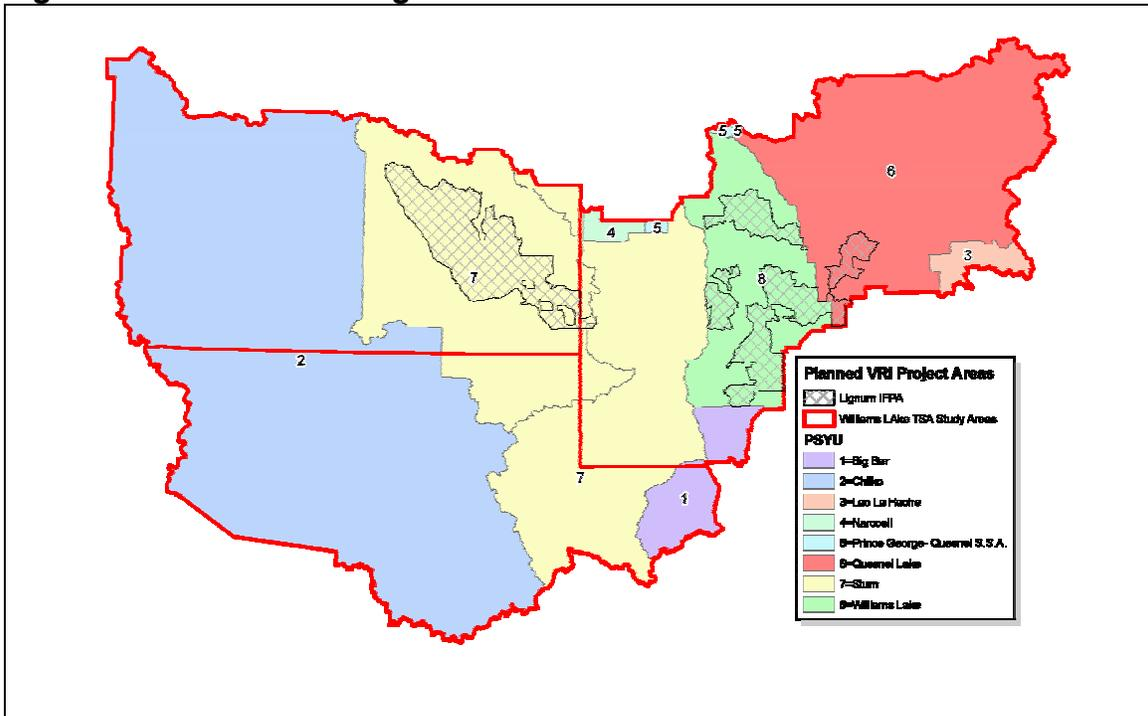 5 5
6
4
5
3
7
8
2
7
1
Planned VRI Project Areas
Lignum IFPA
Williams LAke TSA Study Areas
PSYU
1=Big Bar
2=Chilko
3=Lac La Hache
4=Narcosli
5=Prince George- Quesnel S.S.A.
6=Quesnel Lake
7=Stum
8=Williams Lake